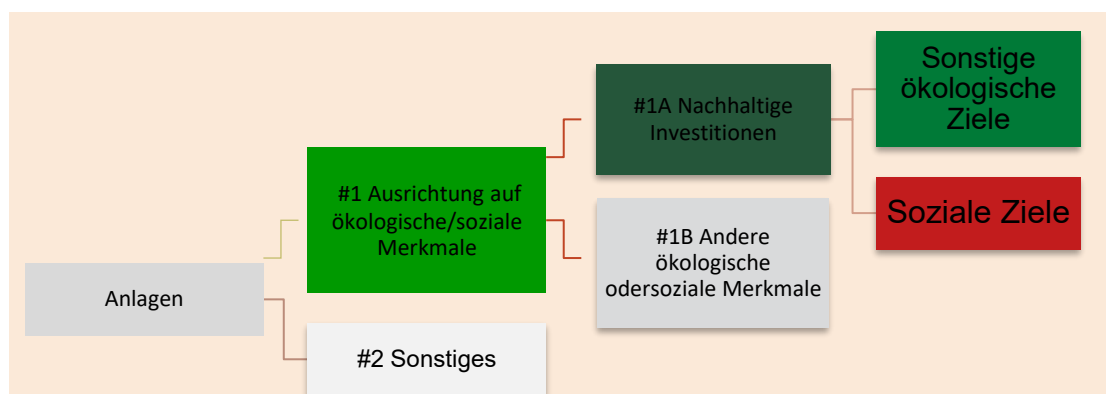 Anlagen
#1 Ausrichtung auf
ökologische/soziale
Merkmale
#2 Sonstiges
#1A Nachhaltige
Investitionen
#1B Andere
ökologische
odersoziale Merkmale
Sonstige
ökologische
Ziele
Soziale Ziele